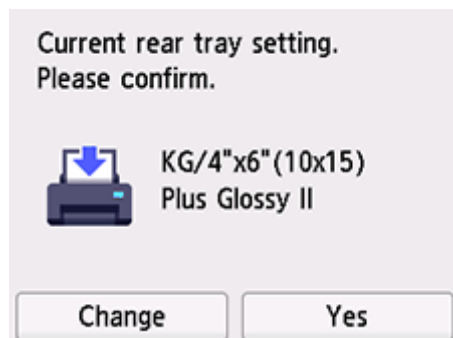 Current rear tray setting.
Please confirm.
KG/4"x6"(10x15)
Plus Glossy II
Change
Yes